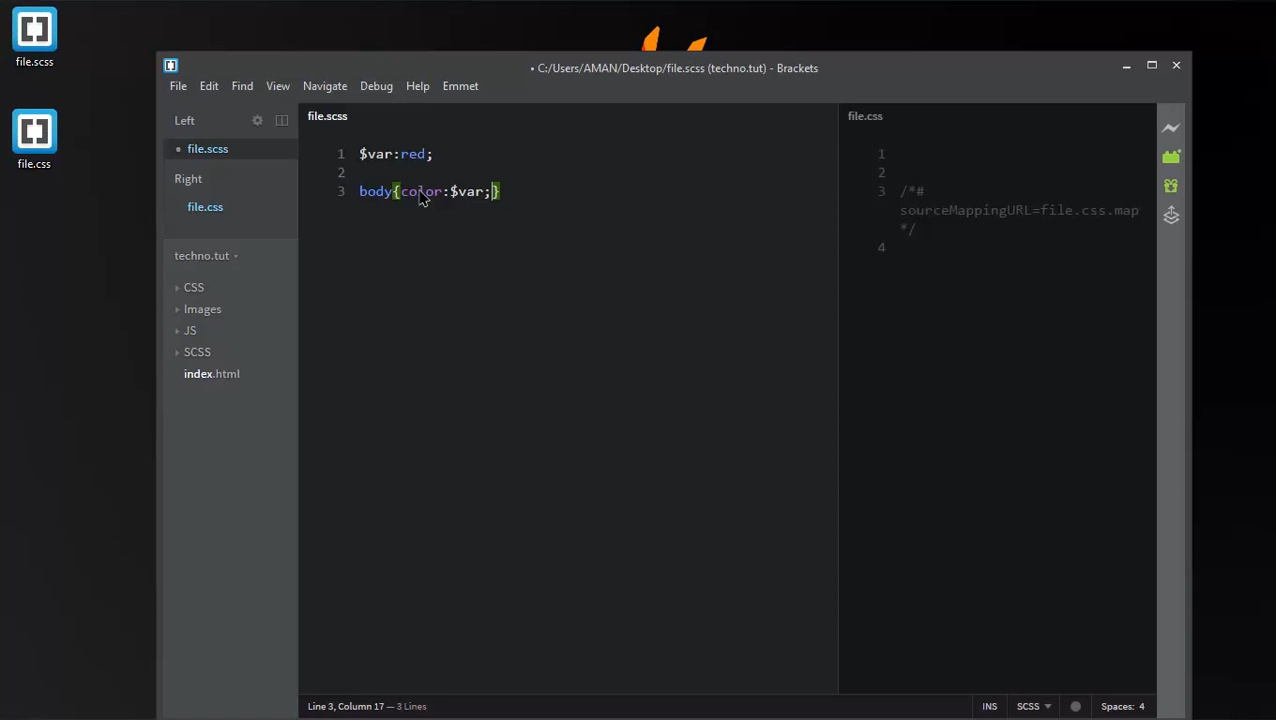 file.scss
file.css
• C:/Users/AMAN/Desktop/file.scss (techno.tut) - Brackets
File Edit Find View Navigate Debug Help Emmet
Left
• file.scss
Right
file.css
techno.tut
CSS
Images
JS
SCSS
index.html
file.scss
1 $var:red;
2
3 body{color:$var;}
file.css
1
2
3 /*#
sourceMappingURL=file.css.map
*/
4
Line 3, Column 17 — 3 Lines
INS SCSS Spaces: 4